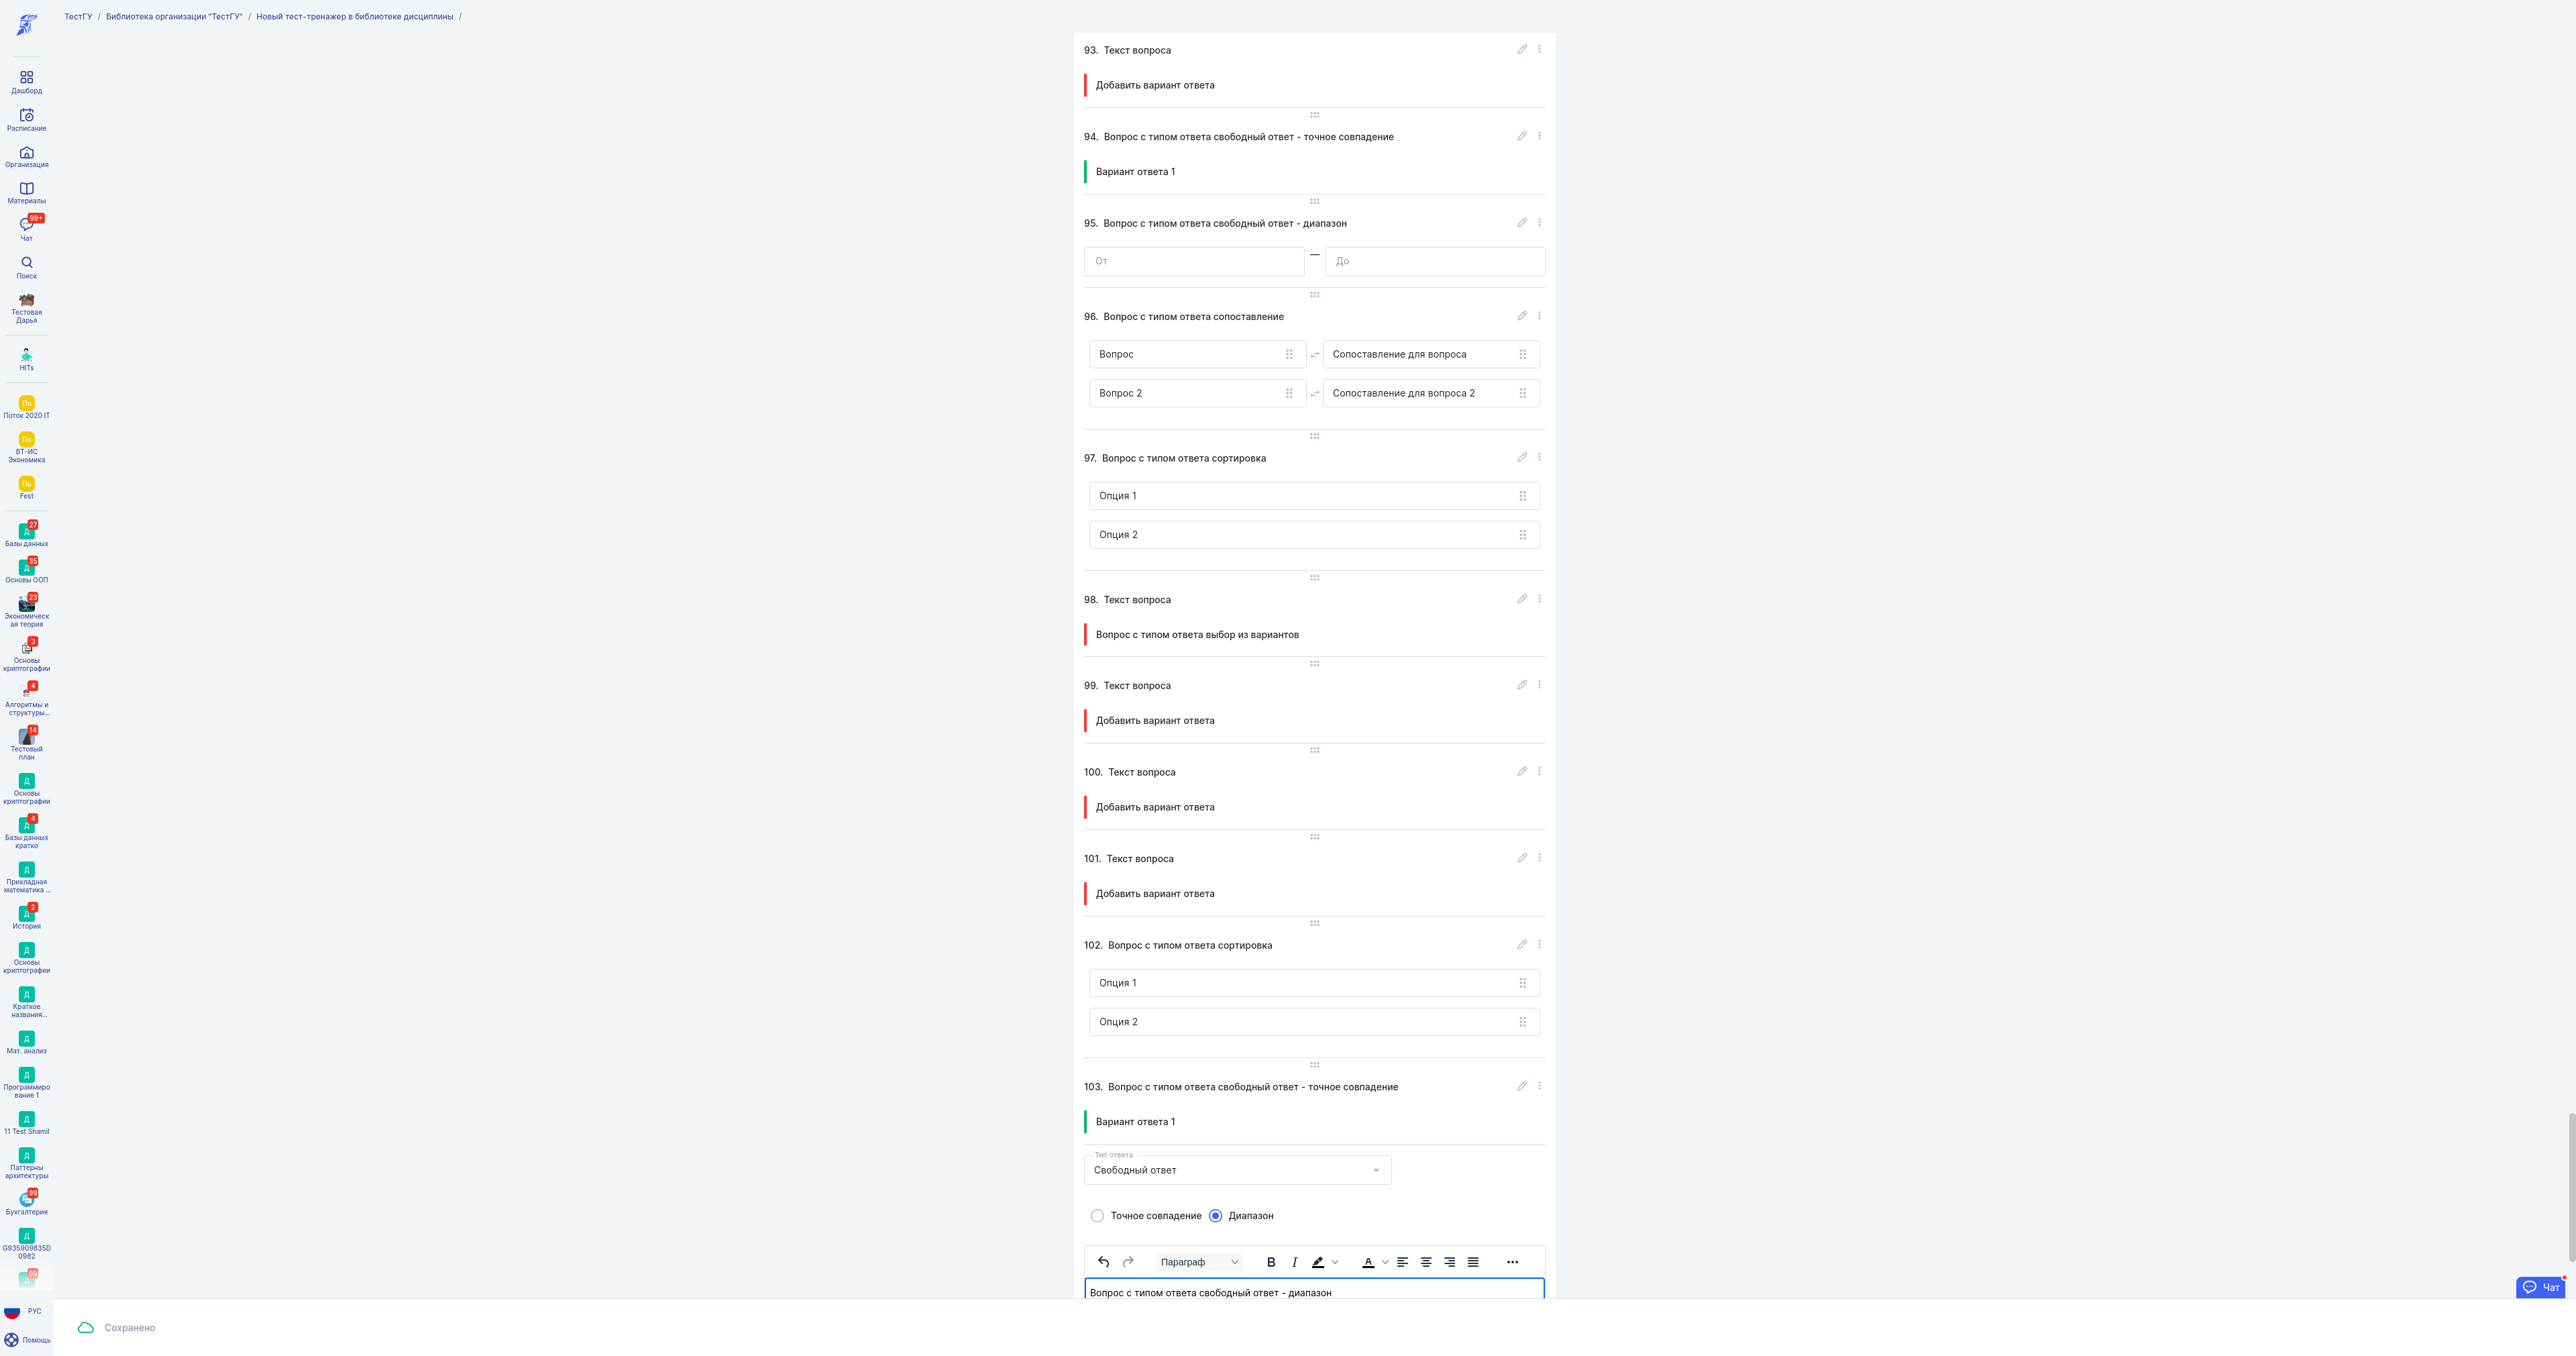 ТестГУ / Библиотека организации "ТестГУ" / Новый тест-тренажер в библиотеке дисциплины /
Дашборд
Расписание
Организация
Материалы
99+
Чат
Поиск
Тестовая
Дарья
HITs
По
Поток 2020 IT
По
ВТ-ИС
Экономика
По
Fest
27
Д
Базы данных
35
Д
Основы ООП
23
Экономическ
ая теория
3
Основы
криптографии
4
Алгоритмы и
структуры...
14
Тестовый
план
Д
Основы
криптографии
4
Д
Базы данных
кратко
Д
Прикладная
математика ...
2
Д
История
Д
Основы
криптографии
Д
Краткое
названия...
Д
Мат. анализ
Д
Программиро
вание 1
Д
11 Test Shamil
Д
Паттерны
архитектуры
99
Бухгалтерия
Д
G935909835D
0982
99
Д
РУС
Помощь
93. Текст вопроса
Добавить вариант ответа
94. Вопрос с типом ответа свободный ответ - точное совпадение
Вариант ответа 1
95. Вопрос с типом ответа свободный ответ - диапазон
От — До
96. Вопрос с типом ответа сопоставление
Вопрос Сопоставление для вопроса
Вопрос 2 Сопоставление для вопроса 2
97. Вопрос с типом ответа сортировка
Опция 1
Опция 2
98. Текст вопроса
Вопрос с типом ответа выбор из вариантов
99. Текст вопроса
Добавить вариант ответа
100. Текст вопроса
Добавить вариант ответа
101. Текст вопроса
Добавить вариант ответа
102. Вопрос с типом ответа сортировка
Опция 1
Опция 2
103. Вопрос с типом ответа свободный ответ - точное совпадение
Вариант ответа 1
Тип ответа
Свободный ответ
Точное совпадение Диапазон
Параграф B I A
Вопрос с типом ответа свободный ответ - диапазон
Чат
Сохранено